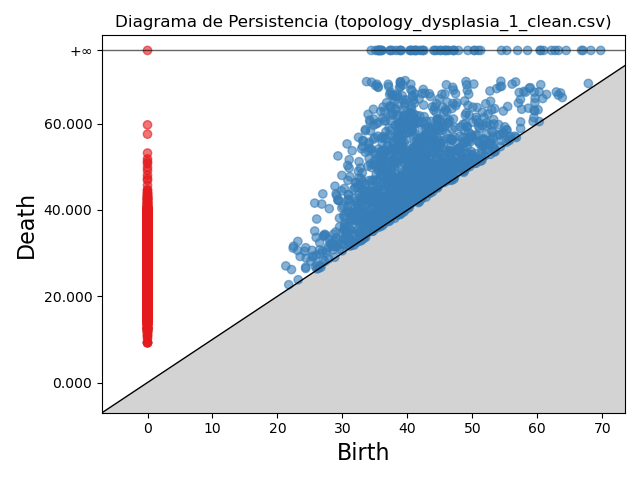 Diagrama de Persistencia (topology_dysplasia_1_clean.csv)
+∞
60.000
40.000
20.000
0.000
Death
0 10 20 30 40 50 60 70
Birth